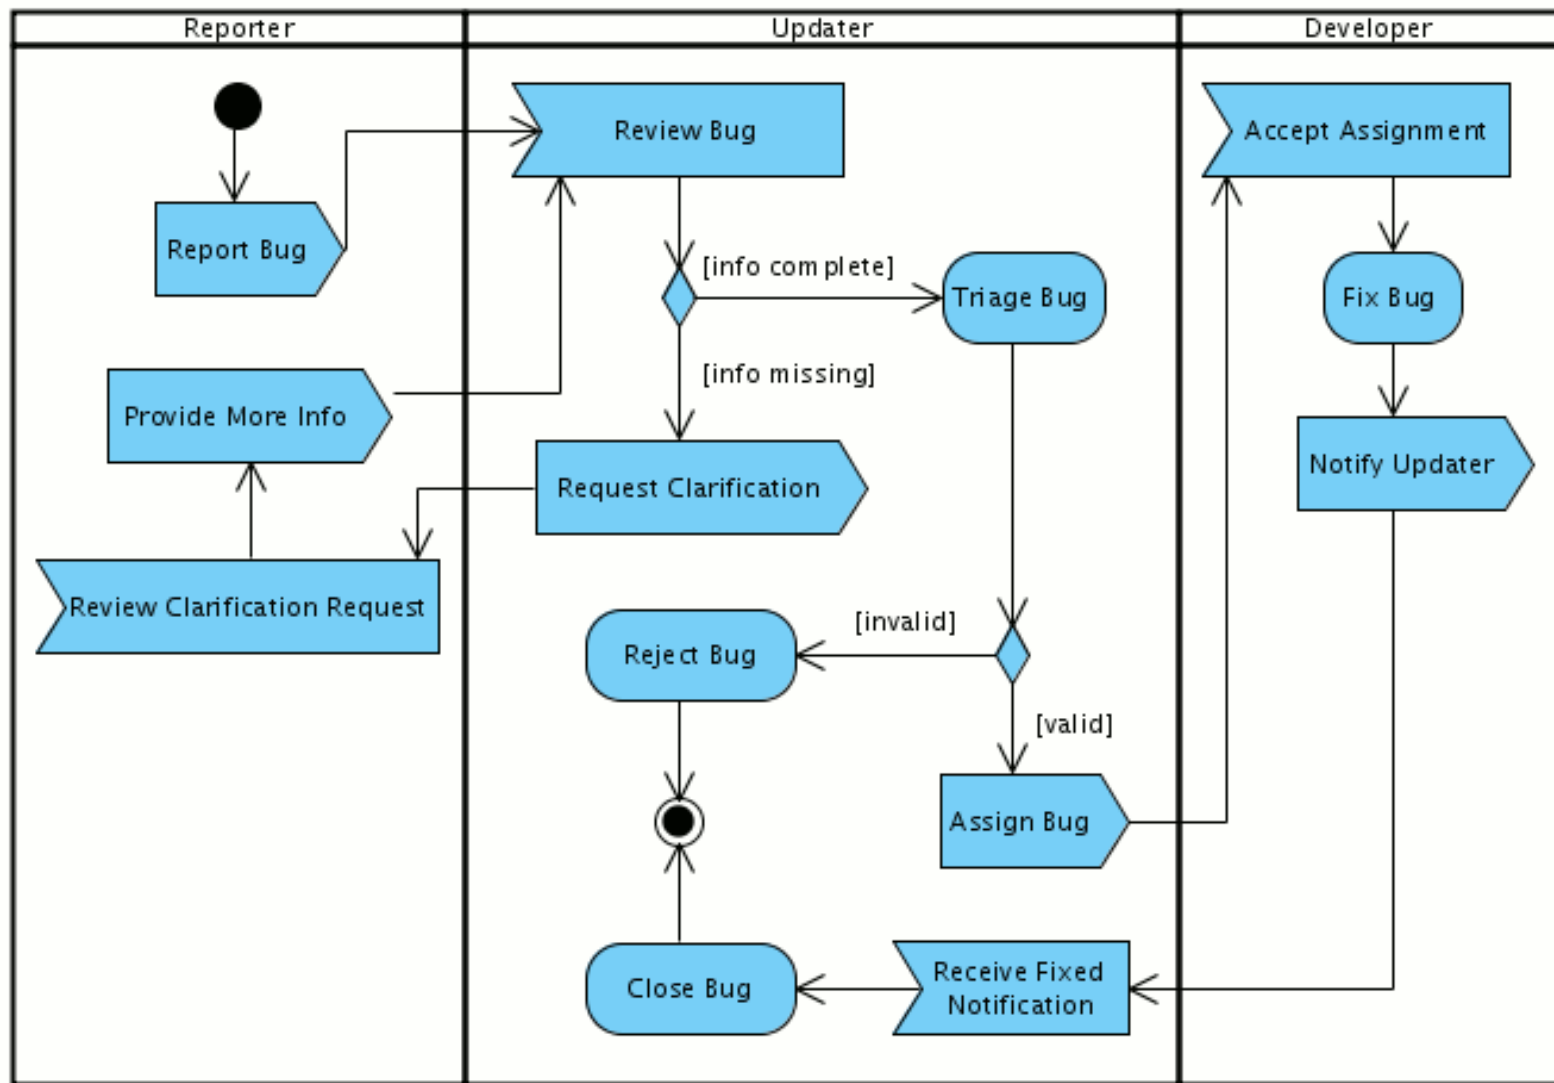 Reporter
Updater
Developer
Review Bug
Accept Assignment
Report Bug
[info complete]
Triage Bug
Fix Bug
[info missing]
Provide More Info
Notify Updater
Request Clarification
Review Clarification Request
[invalid]
Reject Bug
[valid]
Assign Bug
Receive Fixed
Notification
Close Bug